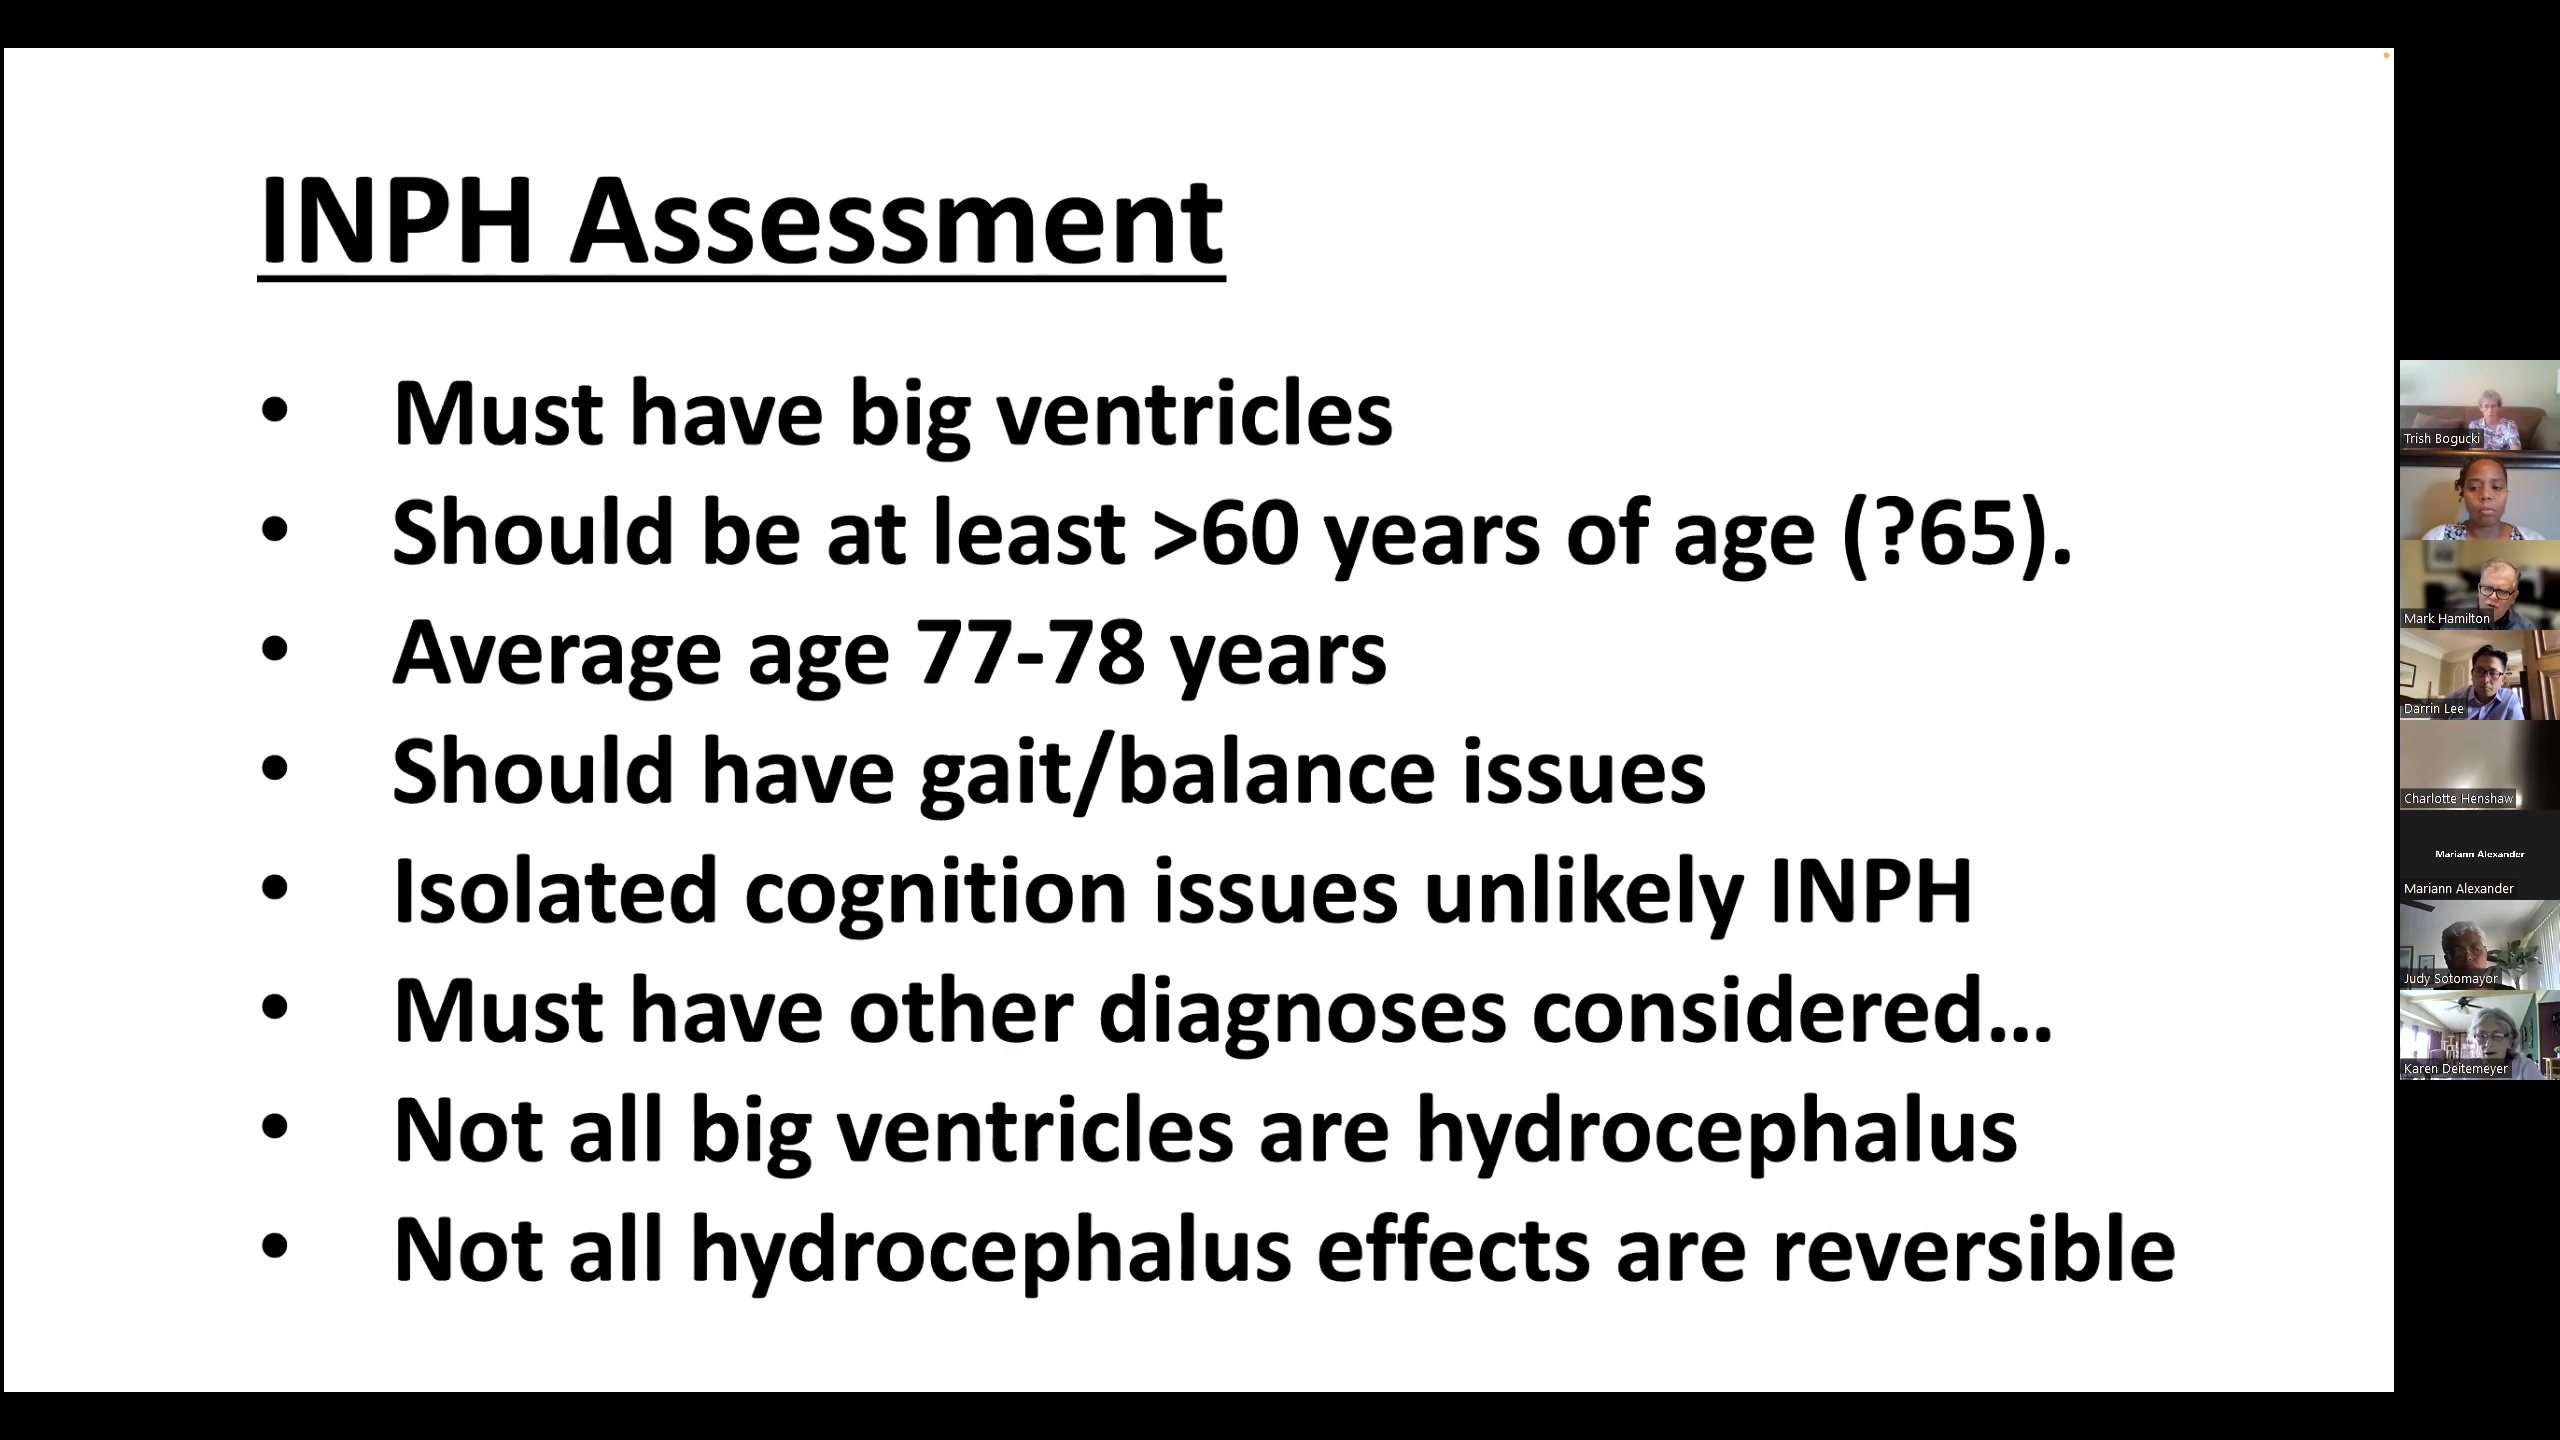 INPH Assessment
• Must have big ventricles
• Should be at least >60 years of age (?65).
• Average age 77-78 years
• Should have gait/balance issues
• Isolated cognition issues unlikely INPH
• Must have other diagnoses considered...
• Not all big ventricles are hydrocephalus
• Not all hydrocephalus effects are reversible
Trish Bogucki
Mark Hamilton
Darrin Lee
Charlotte Henshaw
Mariann Alexander
Mariann Alexander
Judy Sotomayor
Karen Deitemeyer